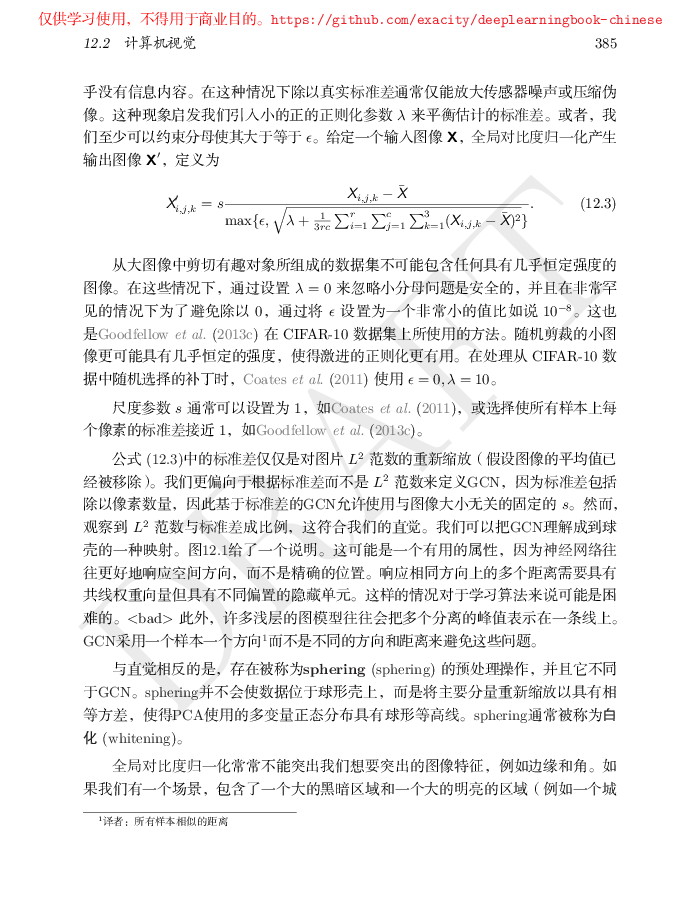 仅供学习使用，不得用于商业目的。https://github.com/exacity/deeplearningbook-chinese
12.2 计算机视觉 385
乎没有信息内容。在这种情况下除以真实标准差通常仅能放大传感器噪声或压缩伪
像。这种现象启发我们引入小的正的正则化参数 λ 来平衡估计的标准差。或者，我
们至少可以约束分母使其大于等于 ϵ。给定一个输入图像 X，全局对比度归一化产生
输出图像 X′，定义为
X′_{i,j,k} = s \frac{X_{i,j,k} − \bar{X}}{max{ϵ, \sqrt{λ + \frac{1}{3rc} ∑_{i=1}^{r} ∑_{j=1}^{c} ∑_{k=1}^{3} (X_{i,j,k} − \bar{X})^2}}}. (12.3)
从大图像中剪切有趣对象所组成的数据集不可能包含任何具有几乎恒定强度的
图像。在这些情况下，通过设置 λ = 0 来忽略小分母问题是安全的，并且在非常罕
见的情况下为了避免除以 0，通过将 ϵ 设置为一个非常小的值比如说 10⁻⁸。这也
是Goodfellow et al. (2013c) 在 CIFAR-10 数据集上所使用的方法。随机剪裁的小图
像更可能具有几乎恒定的强度，使得激进的正则化更有用。在处理从 CIFAR-10 数
据中随机选择的补丁时，Coates et al. (2011) 使用 ϵ = 0, λ = 10。
尺度参数 s 通常可以设置为 1，如Coates et al. (2011)，或选择使所有样本上每
个像素的标准差接近 1，如Goodfellow et al. (2013c)。
公式 (12.3)中的标准差仅仅是对图片 L² 范数的重新缩放（假设图像的平均值已
经被移除）。我们更偏向于根据标准差而不是 L² 范数来定义GCN，因为标准差包括
除以像素数量，因此基于标准差的GCN允许使用与图像大小无关的固定的 s。然而，
观察到 L² 范数与标准差成比例，这符合我们的直觉。我们可以把GCN理解成到球
壳的一种映射。图12.1给了一个说明。这可能是一个有用的属性，因为神经网络往
往更好地响应空间方向，而不是精确的位置。响应相同方向上的多个距离需要具有
共线权重向量但具有不同偏置的隐藏单元。这样的情况对于学习算法来说可能是困
难的。<bad> 此外，许多浅层的图模型往往会把多个分离的峰值表示在一条线上。
GCN采用一个样本一个方向¹而不是不同的方向和距离来避免这些问题。
与直觉相反的是，存在被称为sphering (sphering) 的预处理操作，并且它不同
于GCN。sphering并不会使数据位于球形壳上，而是将主要分量重新缩放以具有相
等方差，使得PCA使用的多变量正态分布具有球形等高线。sphering通常被称为白
化 (whitening)。
全局对比度归一化常常不能突出我们想要突出的图像特征，例如边缘和角。如
果我们有一个场景，包含了一个大的黑暗区域和一个大的明亮的区域（例如一个城
¹译者：所有样本相似的距离
DRAFT